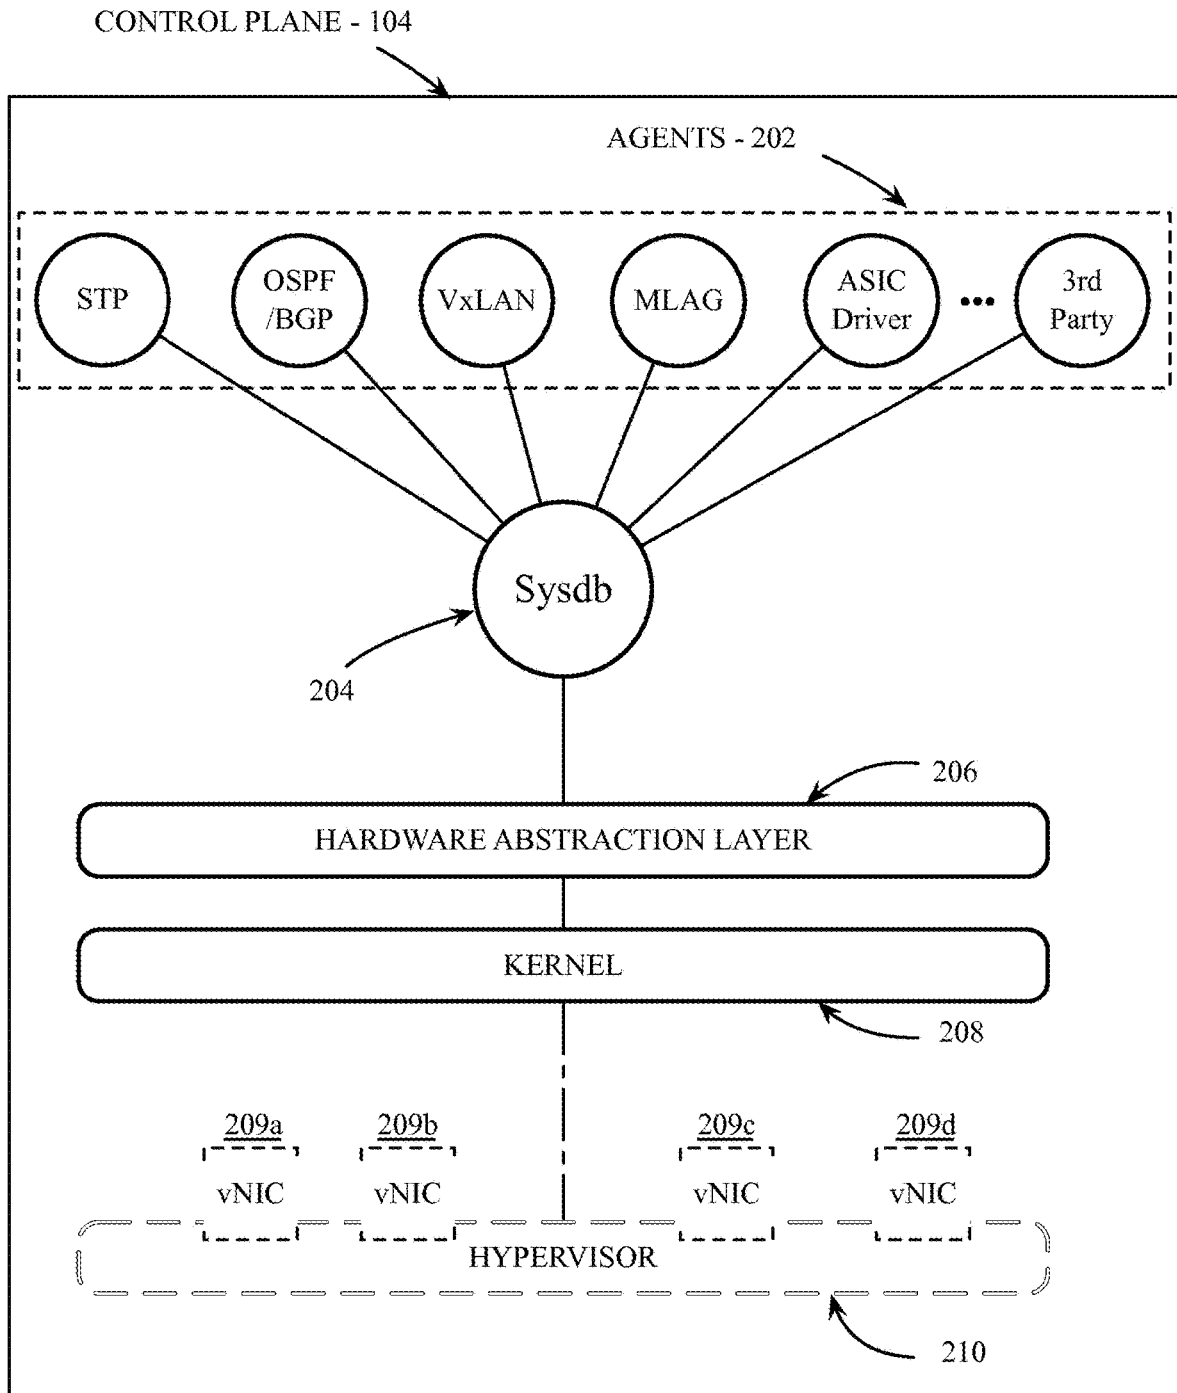 CONTROL PLANE - 104
AGENTS - 202
STP
OSPF
/BGP
VxLAN
MLAG
ASIC
Driver
•••
3rd
Party
Sysdb
204
206
HARDWARE ABSTRACTION LAYER
KERNEL
208
209a
209b
209c
209d
vNIC
vNIC
vNIC
vNIC
HYPERVISOR
210